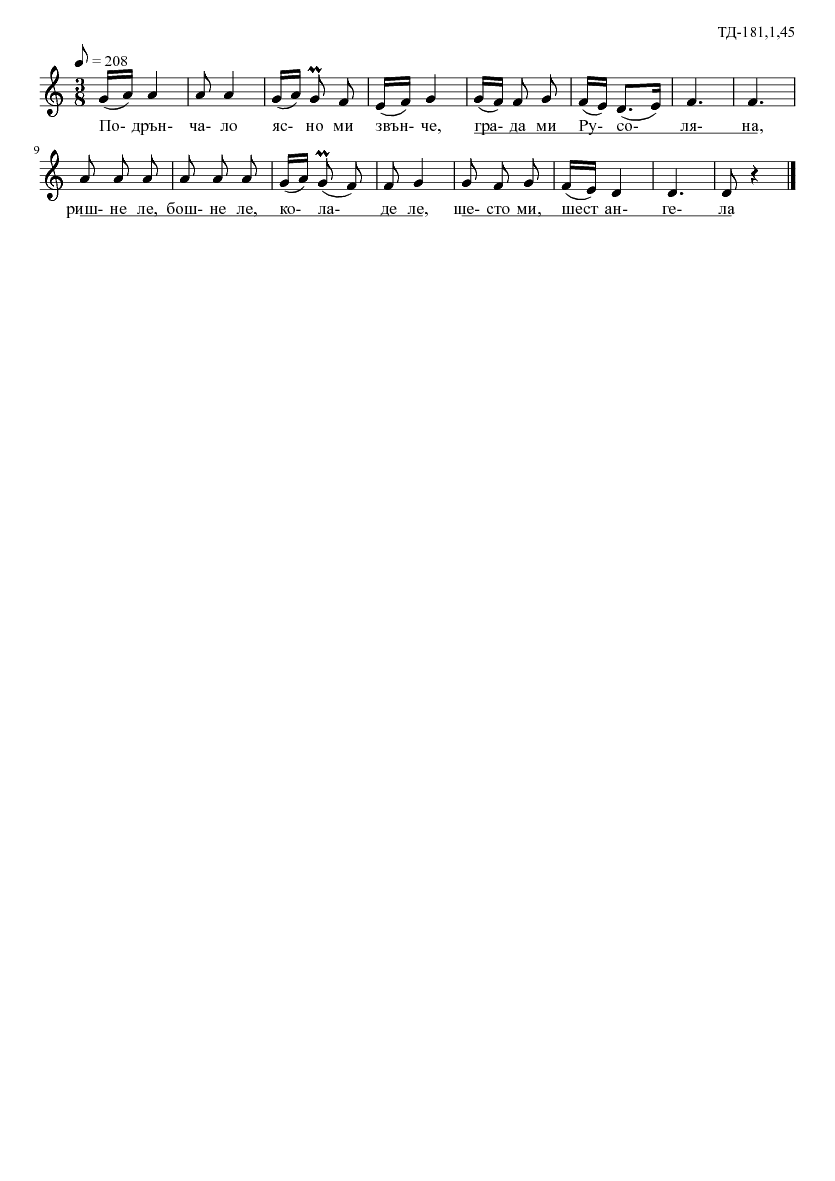 ТД-181,1,45
= 208
3
8
По- дрън- ча- ло яс- но ми звън- че, гра- да ми Ру- со- ля- на,
9
риш- не ле, бош- не ле, ко- ла- де ле, ше- сто ми, шест ан- ге- ла